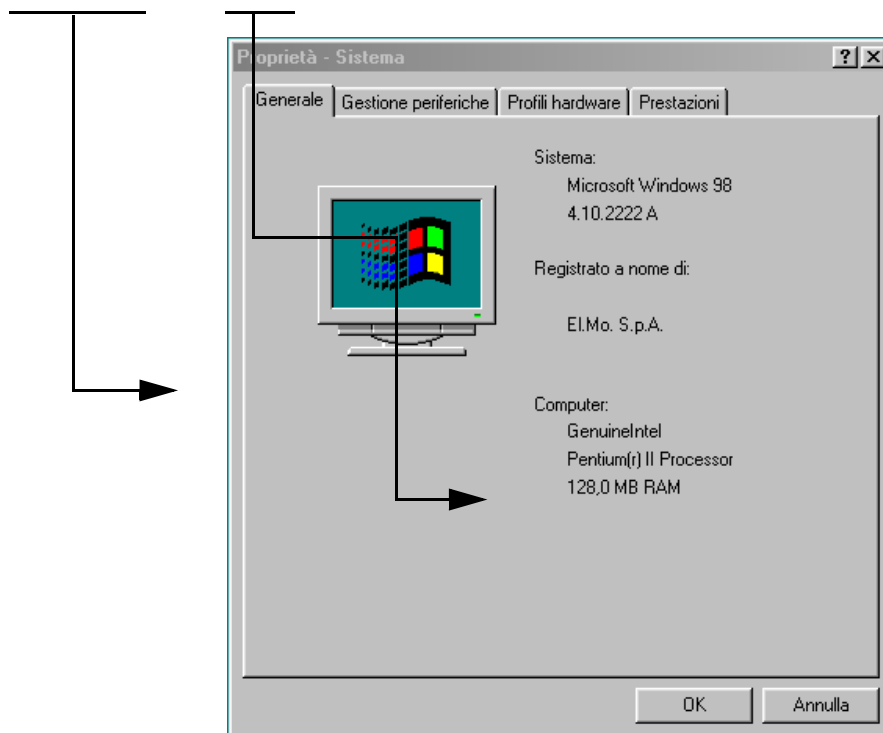 Proprietà - Sistema
Generale Gestione periferiche Profili hardware Prestazioni
Sistema:
Microsoft Windows 98
4.10.2222 A
Registrato a nome di:
El.Mo. S.p.A.
Computer:
GenuineIntel
Pentium(r) II Processor
128,0 MB RAM
OK Annulla